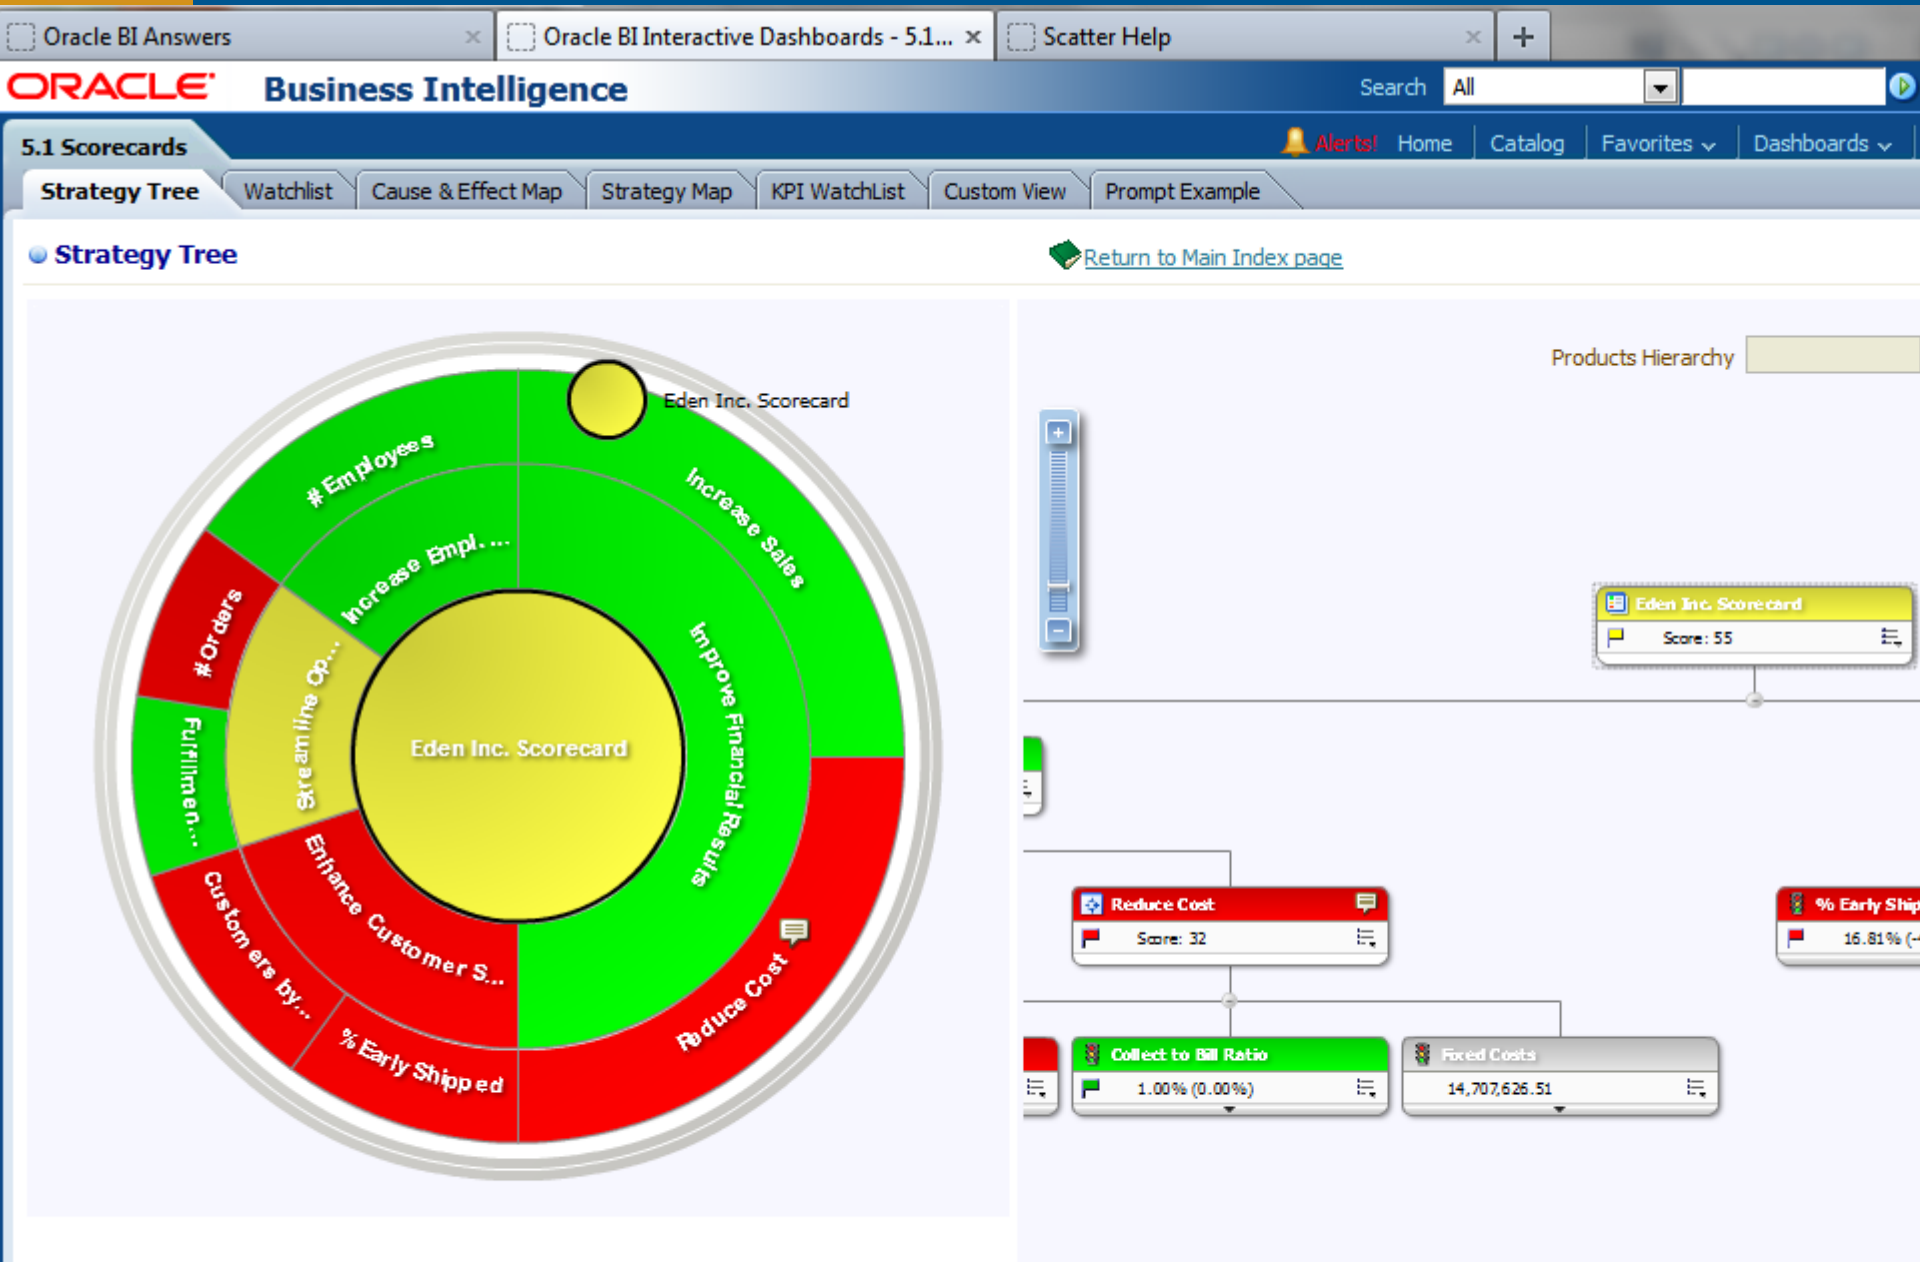 Oracle BI Answers
Oracle BI Interactive Dashboards - 5.1...
Scatter Help
ORACLE
Business Intelligence
Search
All
5.1 Scorecards
Alerts!
Home
Catalog
Favorites
Dashboards
Strategy Tree
Watchlist
Cause & Effect Map
Strategy Map
KPI WatchList
Custom View
Prompt Example
Strategy Tree
Return to Main Index page
Eden Inc. Scorecard
# Employees
Increase Sales
Increase Empl. ...
# Orders
Streamline Op...
Improve Financial Results
Eden Inc. Scorecard
Fulfillmen...
Enhance Customer S...
Customers by...
% Early Shipped
Reduce Cost
Products Hierarchy
Eden Inc. Scorecard
Score: 55
Reduce Cost
Score: 32
% Early Ship
16.81% (-4
Collect to Bill Ratio
1.00% (0.00%)
Fixed Costs
14,707,626.51